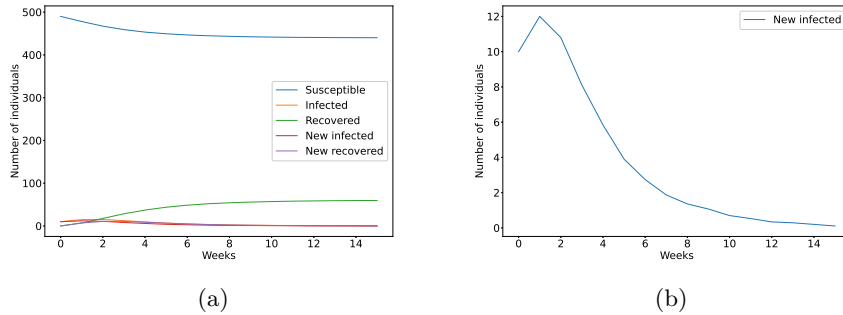 500
400
300
200
100
0
Number of individuals
0 2 4 6 8 10 12 14
Weeks
Susceptible
Infected
Recovered
New infected
New recovered
(a)
12
10
8
6
4
2
0
Number of individuals
0 2 4 6 8 10 12 14
Weeks
New infected
(b)